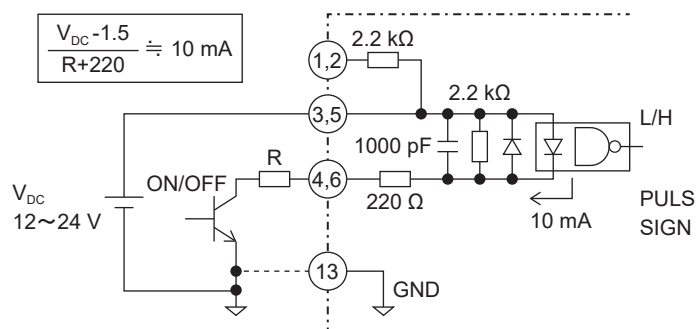 V_DC -1.5
R+220
≒ 10 mA
1,2
2.2 kΩ
3,5
2.2 kΩ
L/H
1000 pF
R
4,6
ON/OFF
220 Ω
10 mA
V_DC
12～24 V
PULS
SIGN
13
GND